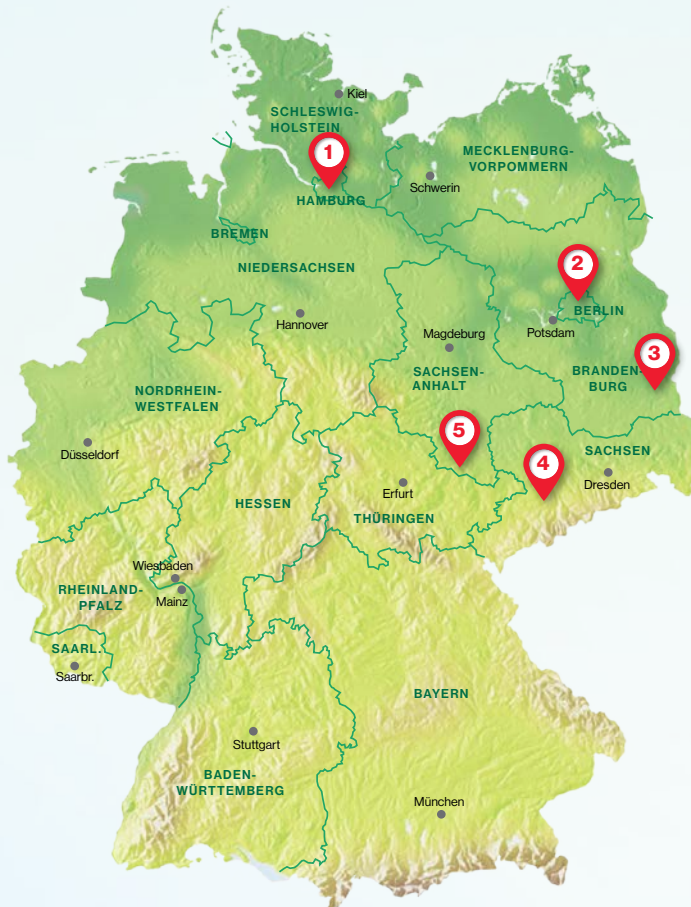 Kiel
SCHLESWIG-
HOLSTEIN
1
HAMBURG
MECKLENBURG-
VORPOMMERN
Schwerin
BREMEN
NIEDERSACHSEN
Hannover
2
BERLIN
Potsdam
Magdeburg
SACHSEN-
ANHALT
3
BRANDEN-
BURG
NORDRHEIN-
WESTFALEN
Düsseldorf
5
4
SACHSEN
Dresden
HESSEN
Erfurt
THÜRINGEN
Wiesbaden
Mainz
RHEINLAND-
PFALZ
SAARL.
Saarbr.
BAYERN
Stuttgart
BADEN-
WÜRTTEMBERG
München